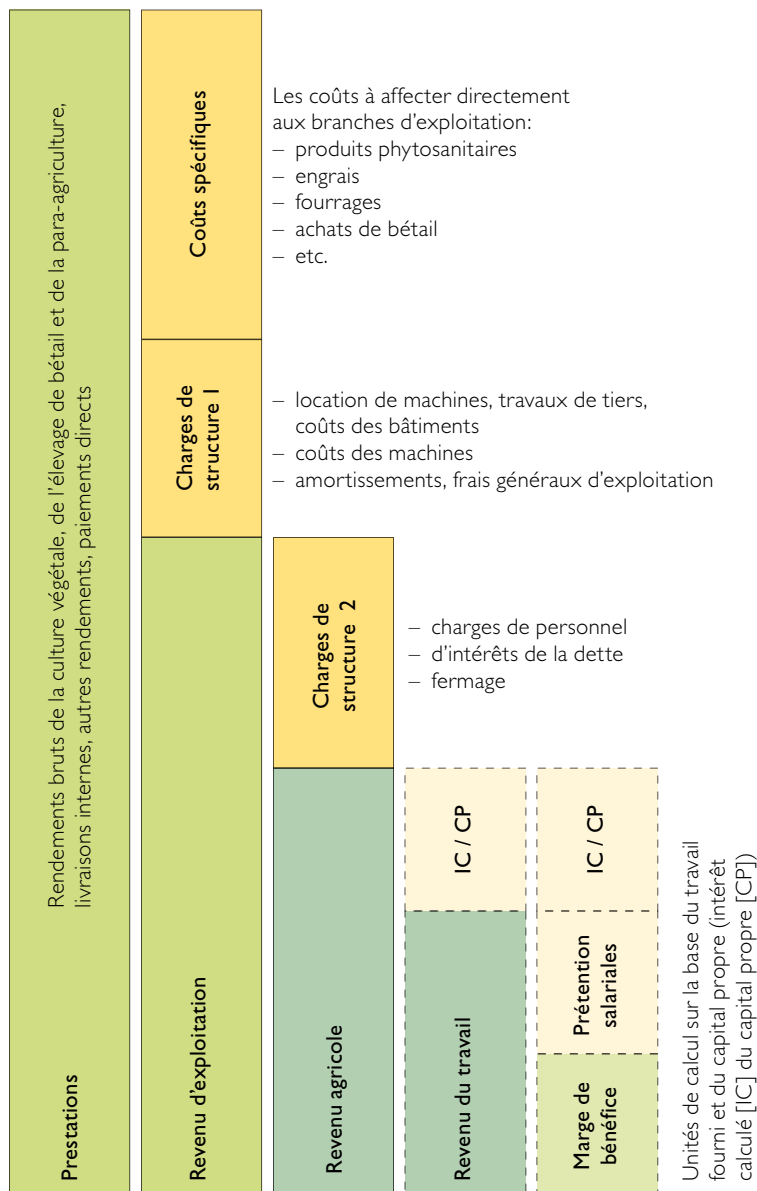 Prestations
Rendements bruts de la culture végétale, de l'élevage de bétail et de la para-agriculture,
livraisons internes, autres rendements, paiements directs
Revenu d'exploitation
Charges de
structure 1
Coûts spécifiques
Les coûts à affecter directement
aux branches d'exploitation:
– produits phytosanitaires
– engrais
– fourrages
– achats de bétail
– etc.
– location de machines, travaux de tiers,
coûts des bâtiments
– coûts des machines
– amortissements, frais généraux d'exploitation
Revenu agricole
Charges de
structure 2
– charges de personnel
– d'intérêts de la dette
– fermage
Revenu du travail
IC / CP
Marge de
bénéfice
Prétention
salariales
IC / CP
Unités de calcul sur la base du travail
fourni et du capital propre (intérêt
calculé [IC] du capital propre [CP])